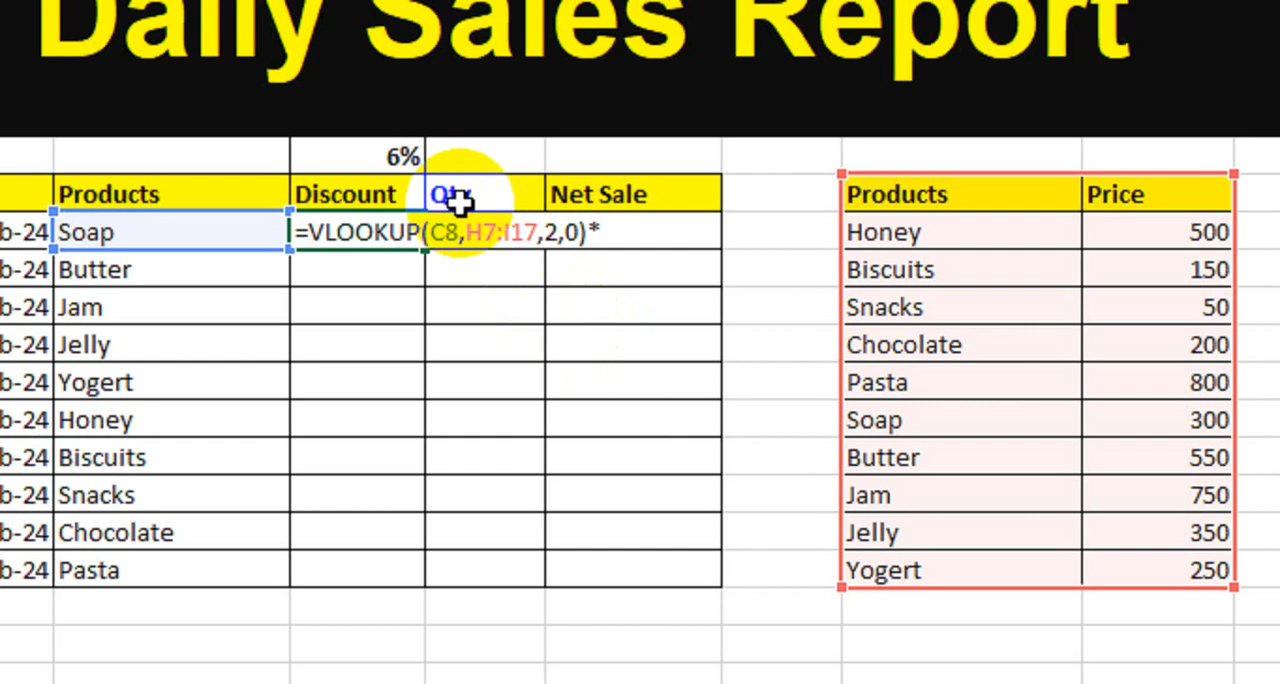 Daily Sales Report
6%
Products Discount Qty Net Sale Products Price
b-24 Soap =VLOOKUP(C8,H7:I17,2,0)* Honey 500
b-24 Butter Biscuits 150
b-24 Jam Snacks 50
b-24 Jelly Chocolate 200
b-24 Yogert Pasta 800
b-24 Honey Soap 300
b-24 Biscuits Butter 550
b-24 Snacks Jam 750
b-24 Chocolate Jelly 350
b-24 Pasta Yogert 250